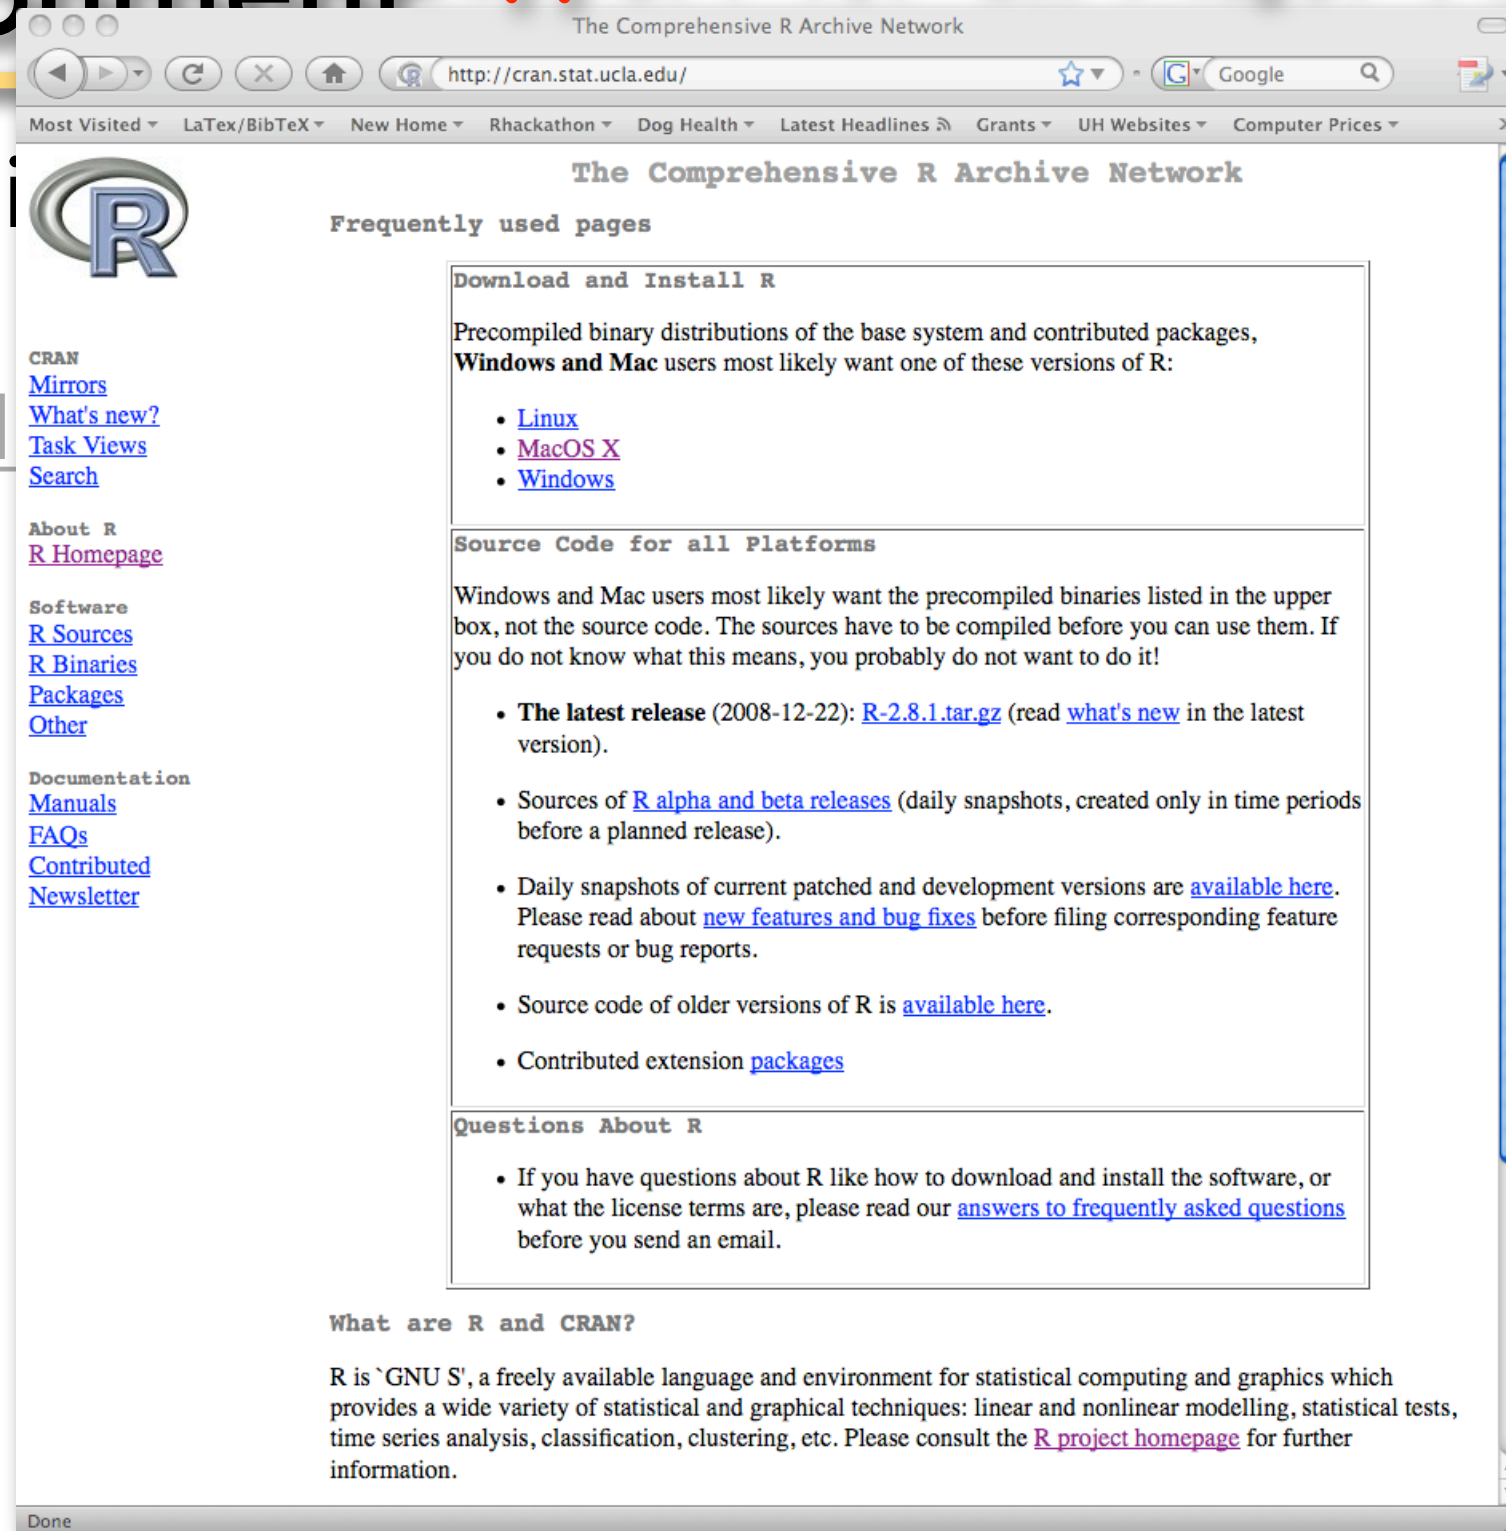 The Comprehensive R Archive Network
http://cran.stat.ucla.edu/
Google
Most Visited LaTex/BibTeX New Home Rhackathon Dog Health Latest Headlines Grants UH Websites Computer Prices
R
CRAN
Mirrors
What's new?
Task Views
Search
About R
R Homepage
Software
R Sources
R Binaries
Packages
Other
Documentation
Manuals
FAQs
Contributed
Newsletter
The Comprehensive R Archive Network
Frequently used pages
Download and Install R
Precompiled binary distributions of the base system and contributed packages,
Windows and Mac users most likely want one of these versions of R:
• Linux
• MacOS X
• Windows
Source Code for all Platforms
Windows and Mac users most likely want the precompiled binaries listed in the upper
box, not the source code. The sources have to be compiled before you can use them. If
you do not know what this means, you probably do not want to do it!
• The latest release (2008-12-22): R-2.8.1.tar.gz (read what's new in the latest
version).
• Sources of R alpha and beta releases (daily snapshots, created only in time periods
before a planned release).
• Daily snapshots of current patched and development versions are available here.
Please read about new features and bug fixes before filing corresponding feature
requests or bug reports.
• Source code of older versions of R is available here.
• Contributed extension packages
Questions About R
• If you have questions about R like how to download and install the software, or
what the license terms are, please read our answers to frequently asked questions
before you send an email.
What are R and CRAN?
R is `GNU S', a freely available language and environment for statistical computing and graphics which
provides a wide variety of statistical and graphical techniques: linear and nonlinear modelling, statistical tests,
time series analysis, classification, clustering, etc. Please consult the R project homepage for further
information.
Done